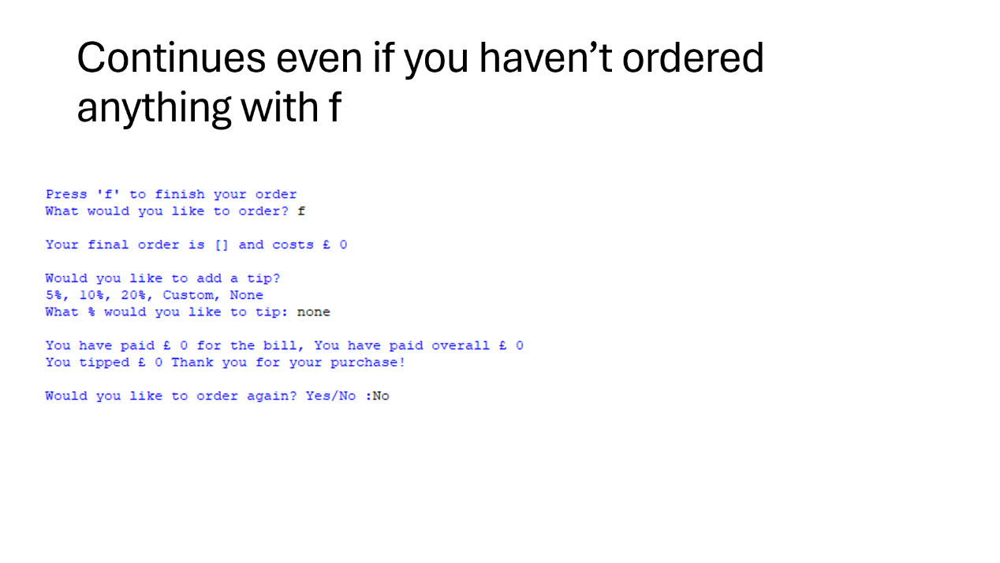 Continues even if you haven’t ordered
anything with f
Press 'f' to finish your order
What would you like to order? f
Your final order is [] and costs £ 0
Would you like to add a tip?
5%, 10%, 20%, Custom, None
What % would you like to tip: none
You have paid £ 0 for the bill, You have paid overall £ 0
You tipped £ 0 Thank you for your purchase!
Would you like to order again? Yes/No :No